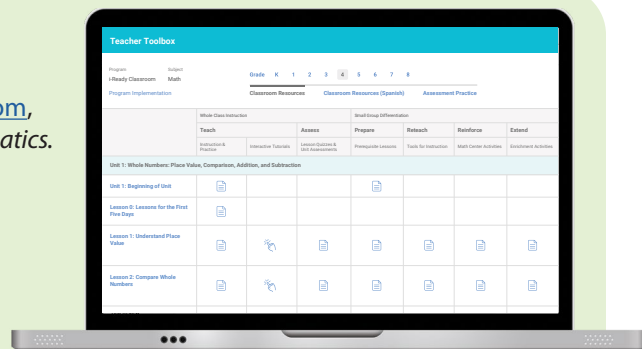 om,
atics.
Teacher Toolbox
Program
Subject
i-Ready Classroom
Math
Grade K 1 2 3 4 5 6 7 8
Program Implementation
Classroom Resources
Classroom Resources (Spanish)
Assessment Practice
Whole Class Instruction
Small Group Differentiation
Teach
Assess
Prepare
Reteach
Reinforce
Extend
Instruction &
Practice
Interactive Tutorials
Lesson Quizzes &
Unit Assessments
Prerequisite Lessons
Tools for Instruction
Math Center Activities
Enrichment Activities
Unit 1: Whole Numbers: Place Value, Comparison, Addition, and Subtraction
Unit 1: Beginning of Unit
Lesson 0: Lessons for the First
Five Days
Lesson 1: Understand Place
Value
Lesson 2: Compare Whole
Numbers